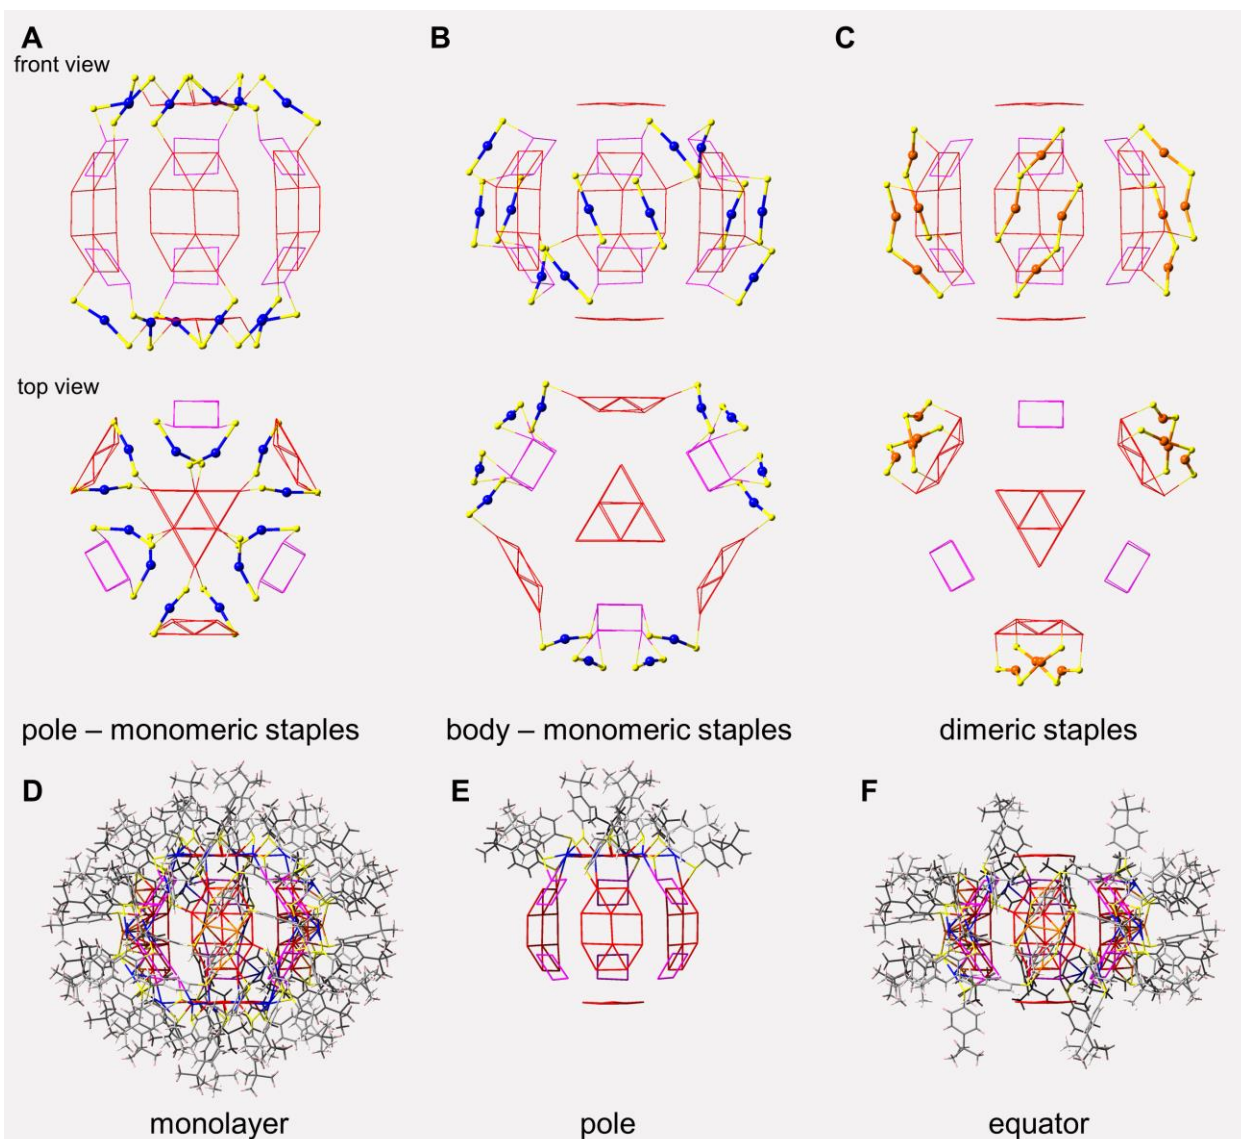 A
B
C
front view
top view
pole – monomeric staples
body – monomeric staples
dimeric staples
D
E
F
monolayer
pole
equator